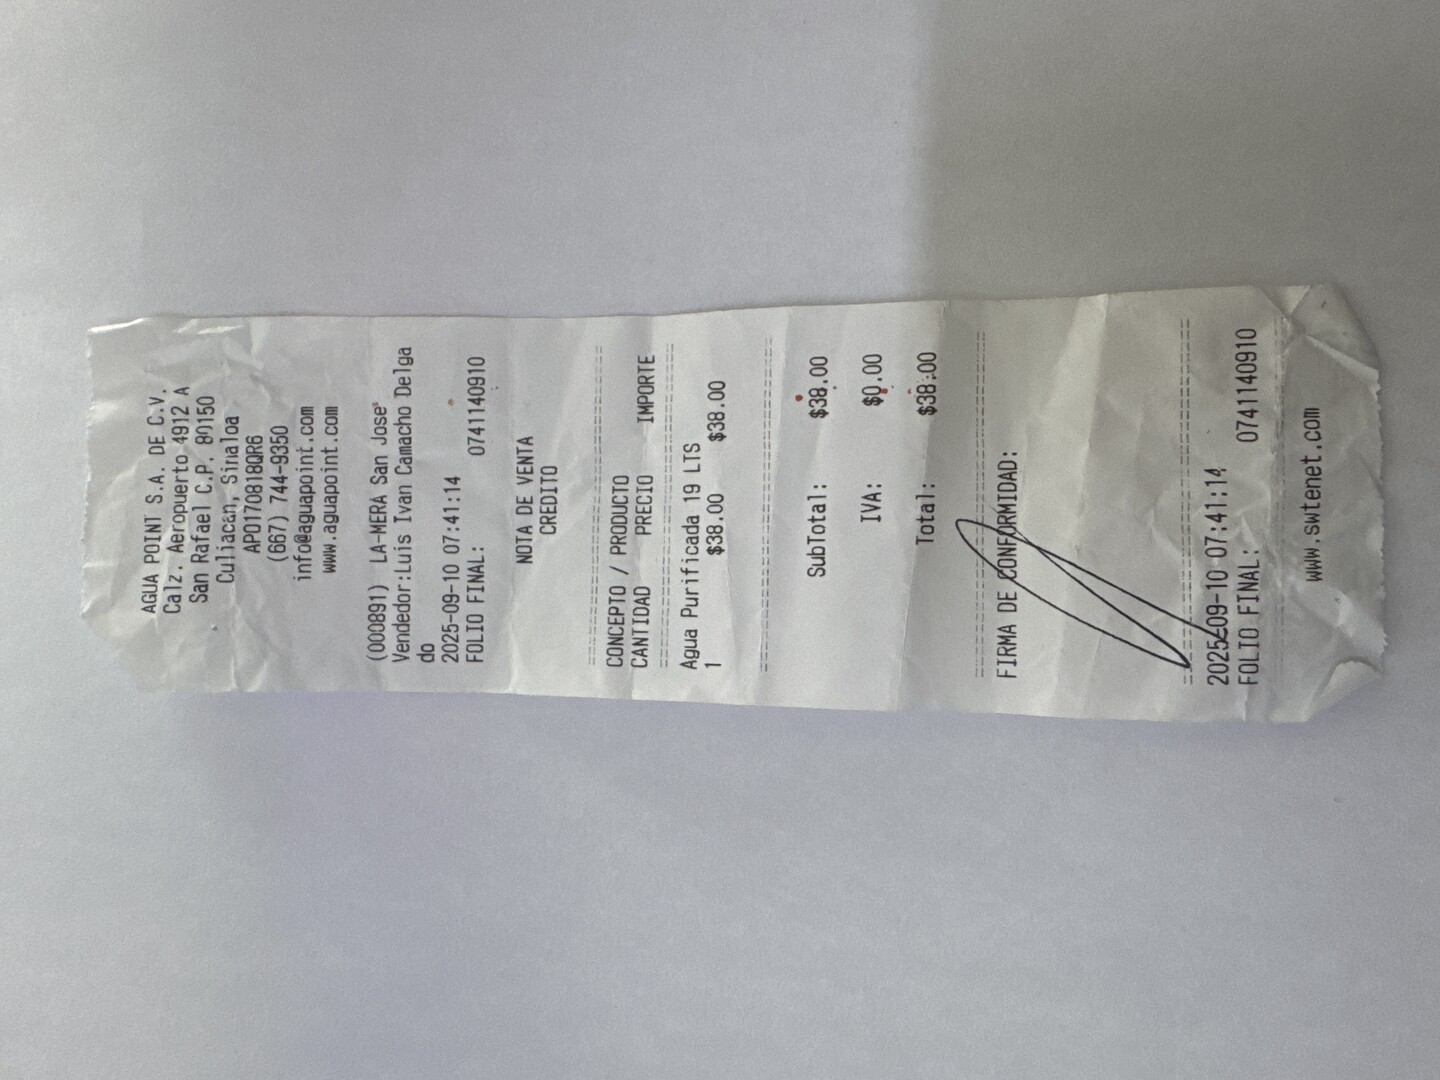 AGUA POINT S.A. DE C.V.
Calz. Aeropuerto 4912 A
San Rafael C.P. 80150
Culiacan, Sinaloa
APO170818QR6
(667) 744-9350
info@aguapoint.com
www.aguapoint.com
(000891) LA-MERA San Jose
Vendedor:Luis Ivan Camacho Delga
do
2025-09-10 07:41:14
FOLIO FINAL: 0741140910
NOTA DE VENTA
CREDITO
CONCEPTO / PRODUCTO
CANTIDAD PRECIO IMPORTE
Agua Purificada 19 LTS
1 $38.00 $38.00
SubTotal: $38.00
IVA: $0.00
Total: $38.00
FIRMA DE CONFORMIDAD:
2025-09-10 07:41:14
FOLIO FINAL: 0741140910
www.swtenet.com